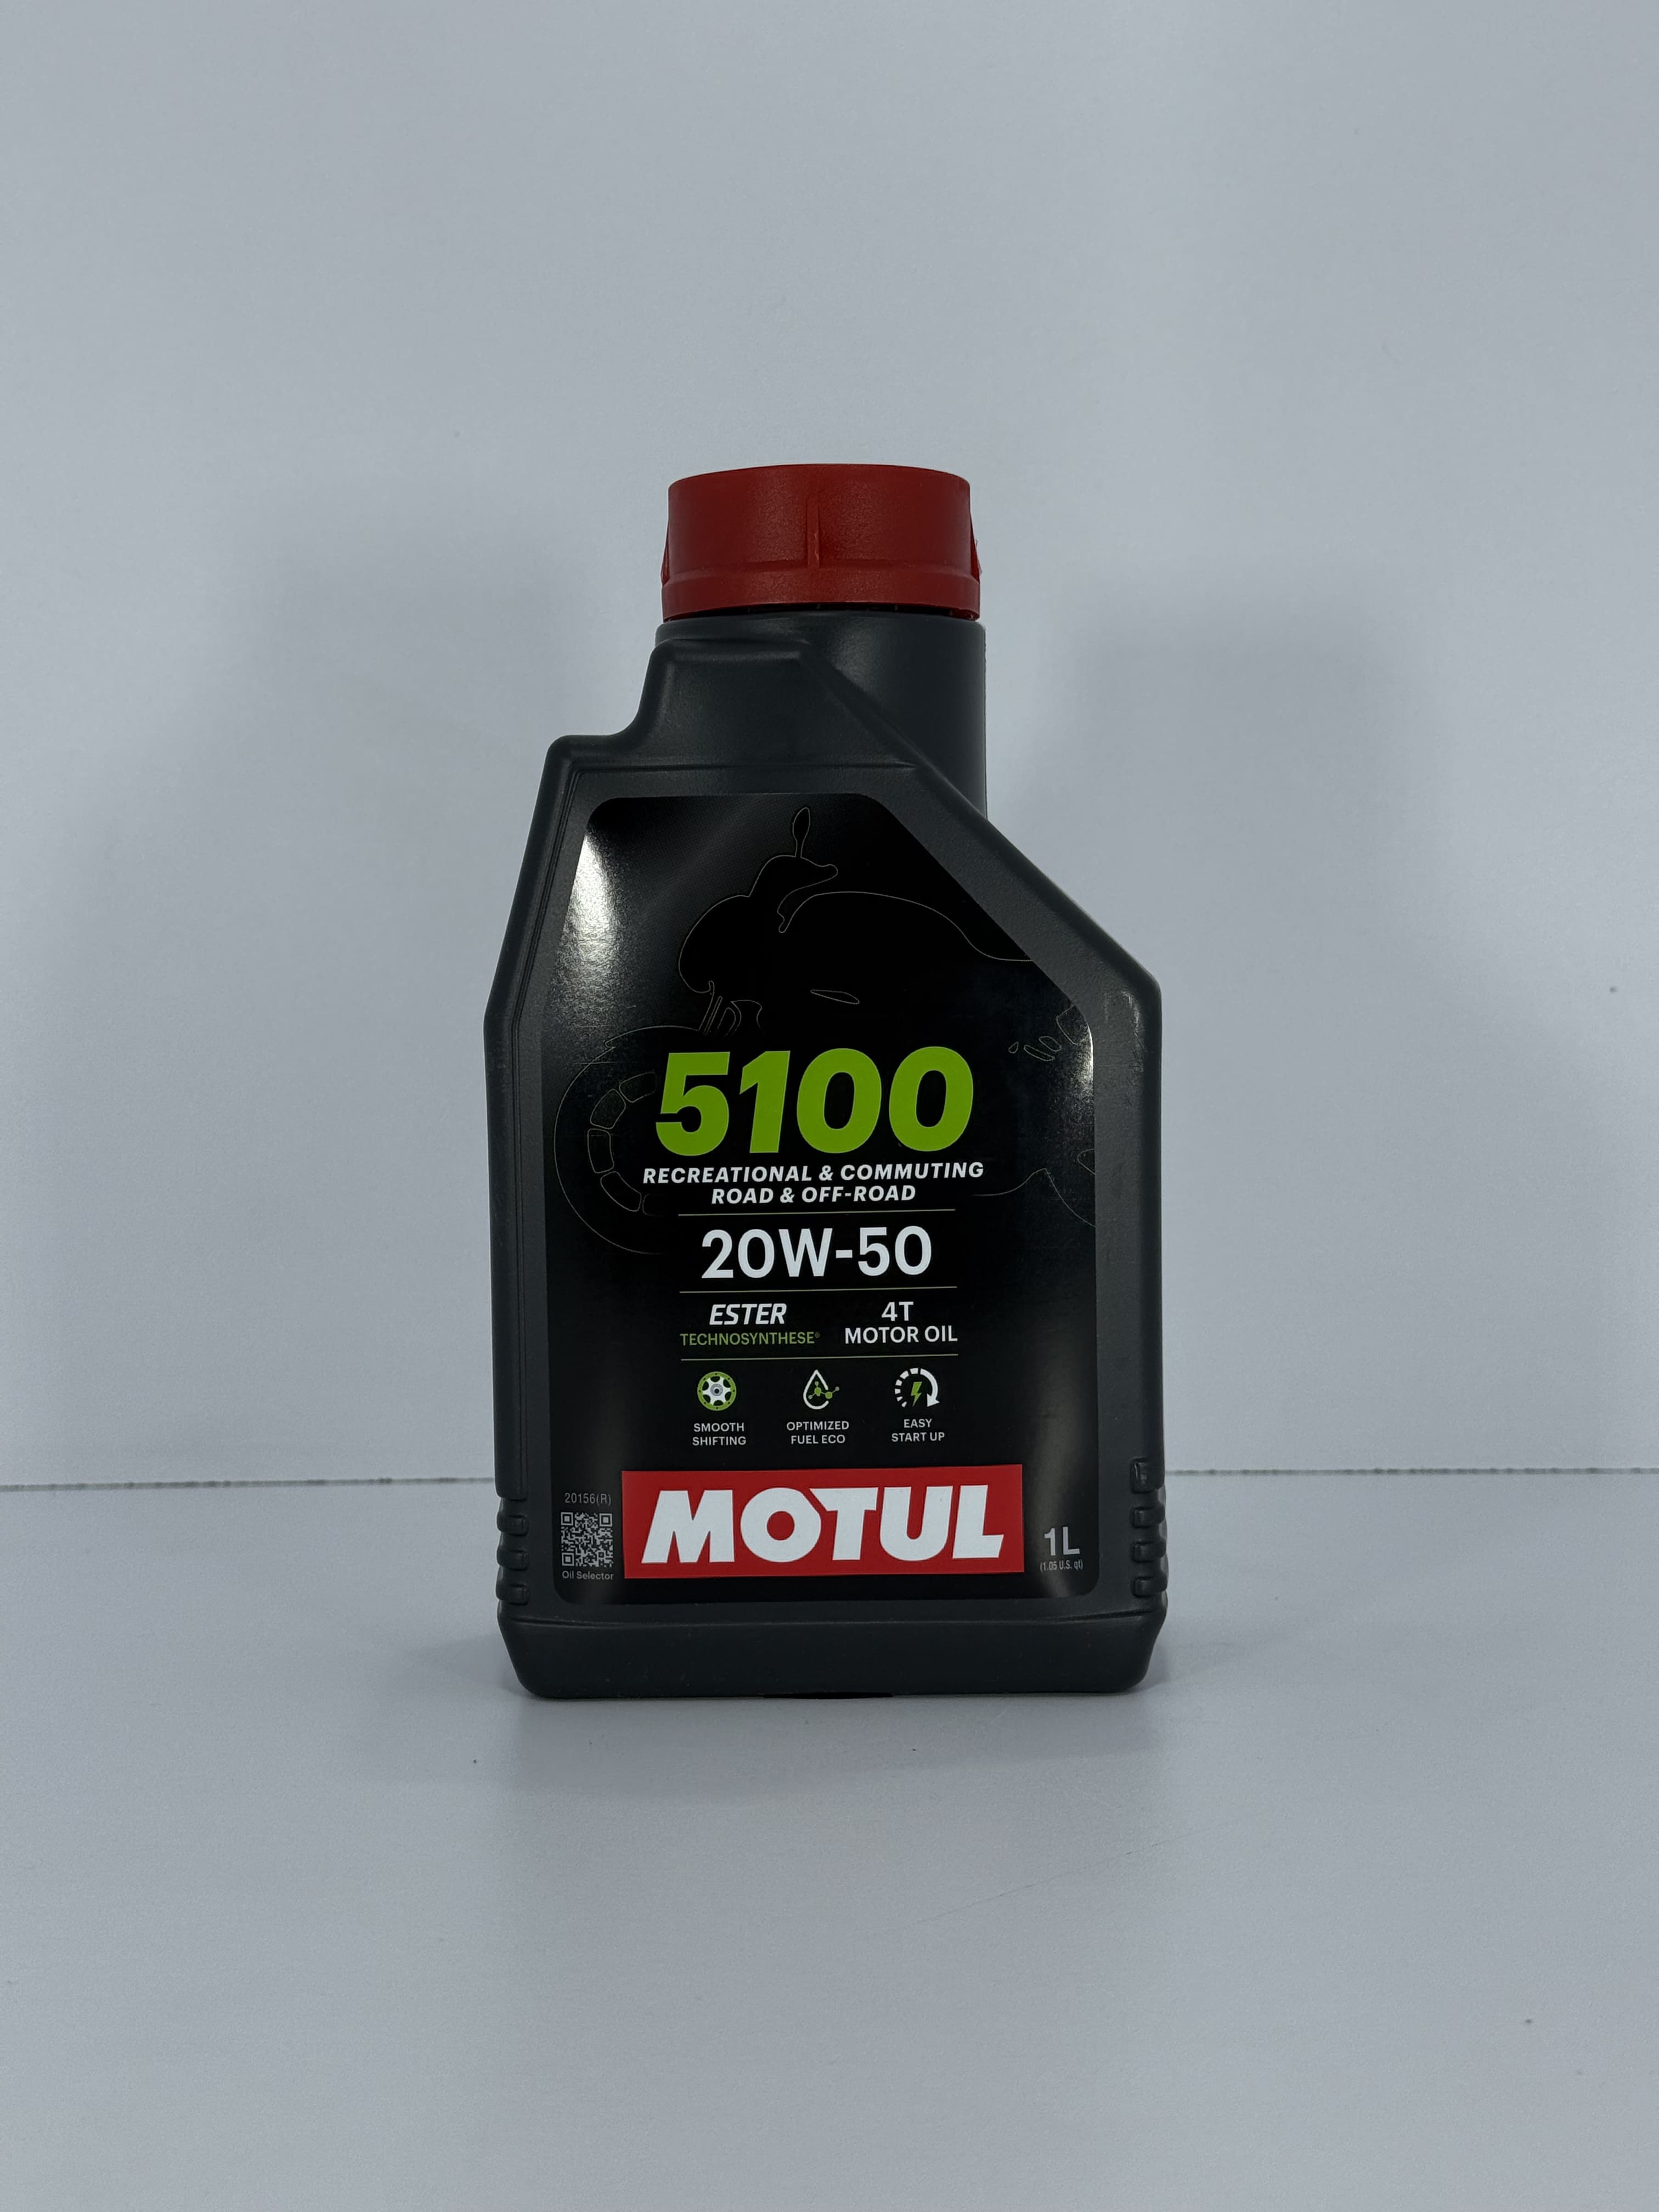 5100
RECREATIONAL & COMMUTING
ROAD & OFF-ROAD
20W-50
ESTER
TECHNOSYNTHESE®
4T
MOTOR OIL
SMOOTH
SHIFTING
OPTIMIZED
FUEL ECO
EASY
START UP
20156(R)
Oil Selector
MOTUL
1L
(1.05 U.S. qt)